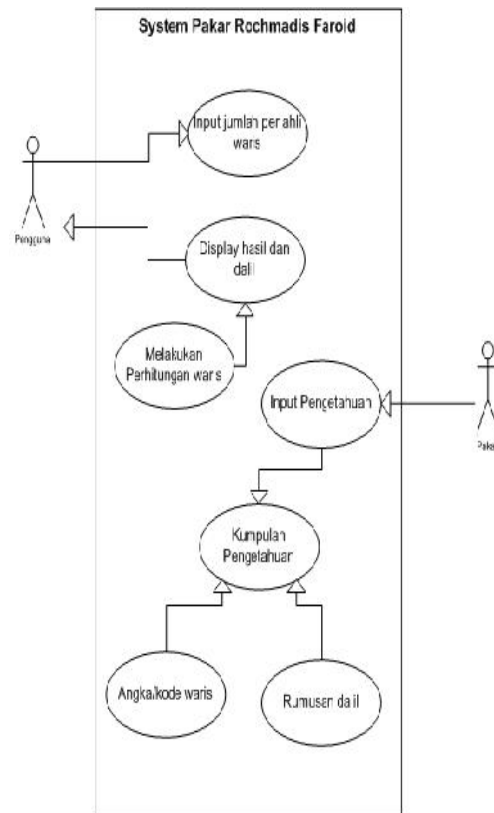 System Pakar Rochmadis Faroid
Input jumlah per ahli
waris
Pengguna
Display hasil dan
dalil
Melakukan
Perhitungan waris
Input Pengetahuan
Pakar
Kumpulan
Pengetahuan
Angka/kode waris
Rumusan dalil